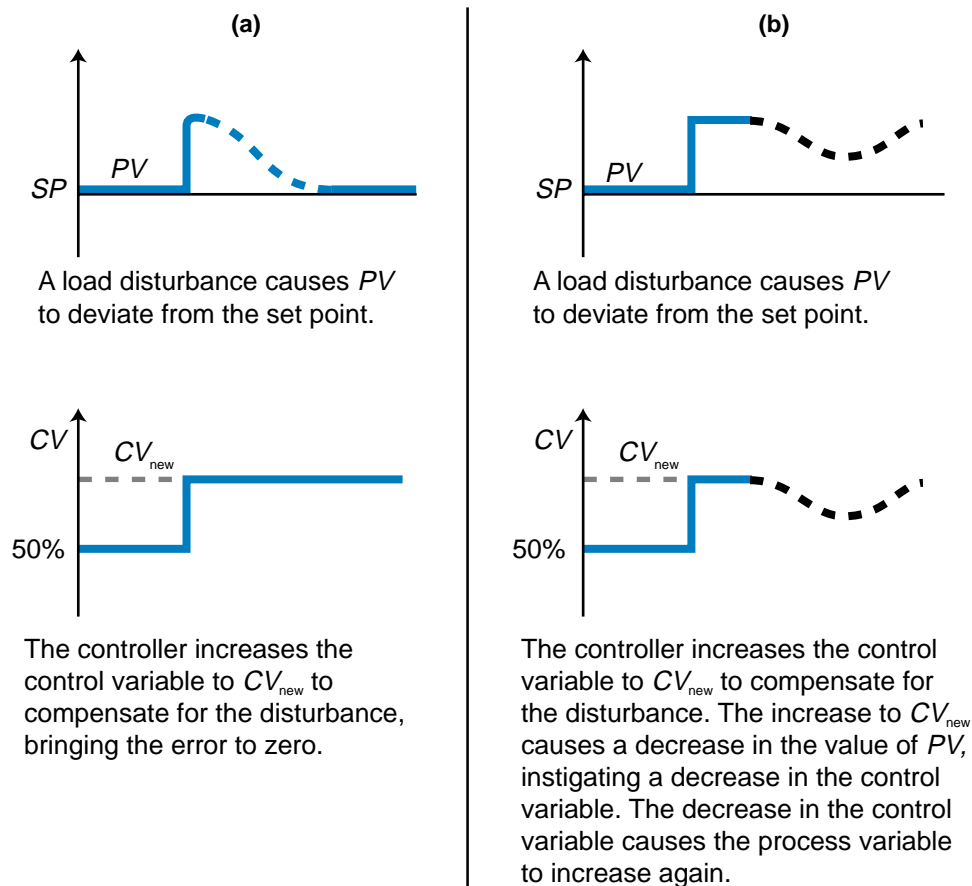 (a)
PV
SP
A load disturbance causes PV
to deviate from the set point.
CV
CVnew
50%
The controller increases the
control variable to CVnew to
compensate for the disturbance,
bringing the error to zero.
(b)
PV
SP
A load disturbance causes PV
to deviate from the set point.
CV
CVnew
50%
The controller increases the control
variable to CVnew to compensate for
the disturbance. The increase to CVnew
causes a decrease in the value of PV,
instigating a decrease in the control
variable. The decrease in the control
variable causes the process variable
to increase again.